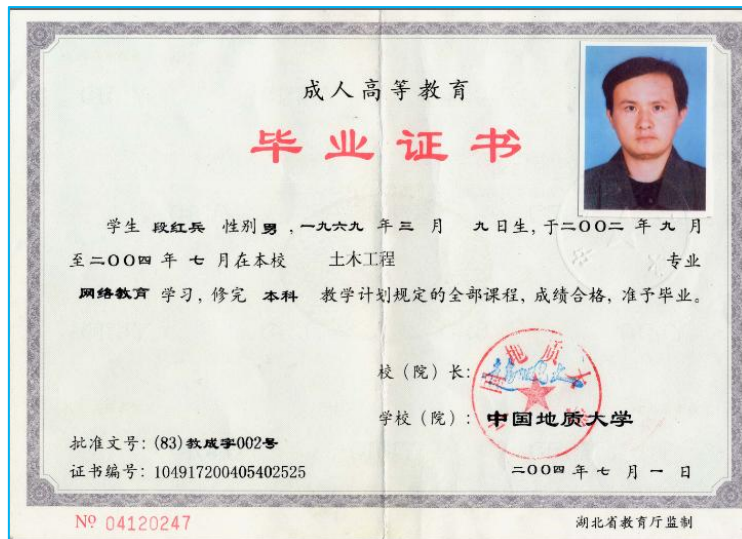 成人高等教育
毕业证书
学生 段红兵 性别 男，一九六九 年 三 月 九日生，于二〇〇二 年 九 月
至二〇〇四 年 七 月在本校 土木工程 专业
网络教育 学习，修完 本科 教学计划规定的全部课程，成绩合格，准予毕业。
校（院）长：
学校（院）：中国地质大学
批准文号：(83)教成字002号
证书编号：104917200405402525
二〇〇四 年 七 月 一 日
№ 04120247
湖北省教育厅监制